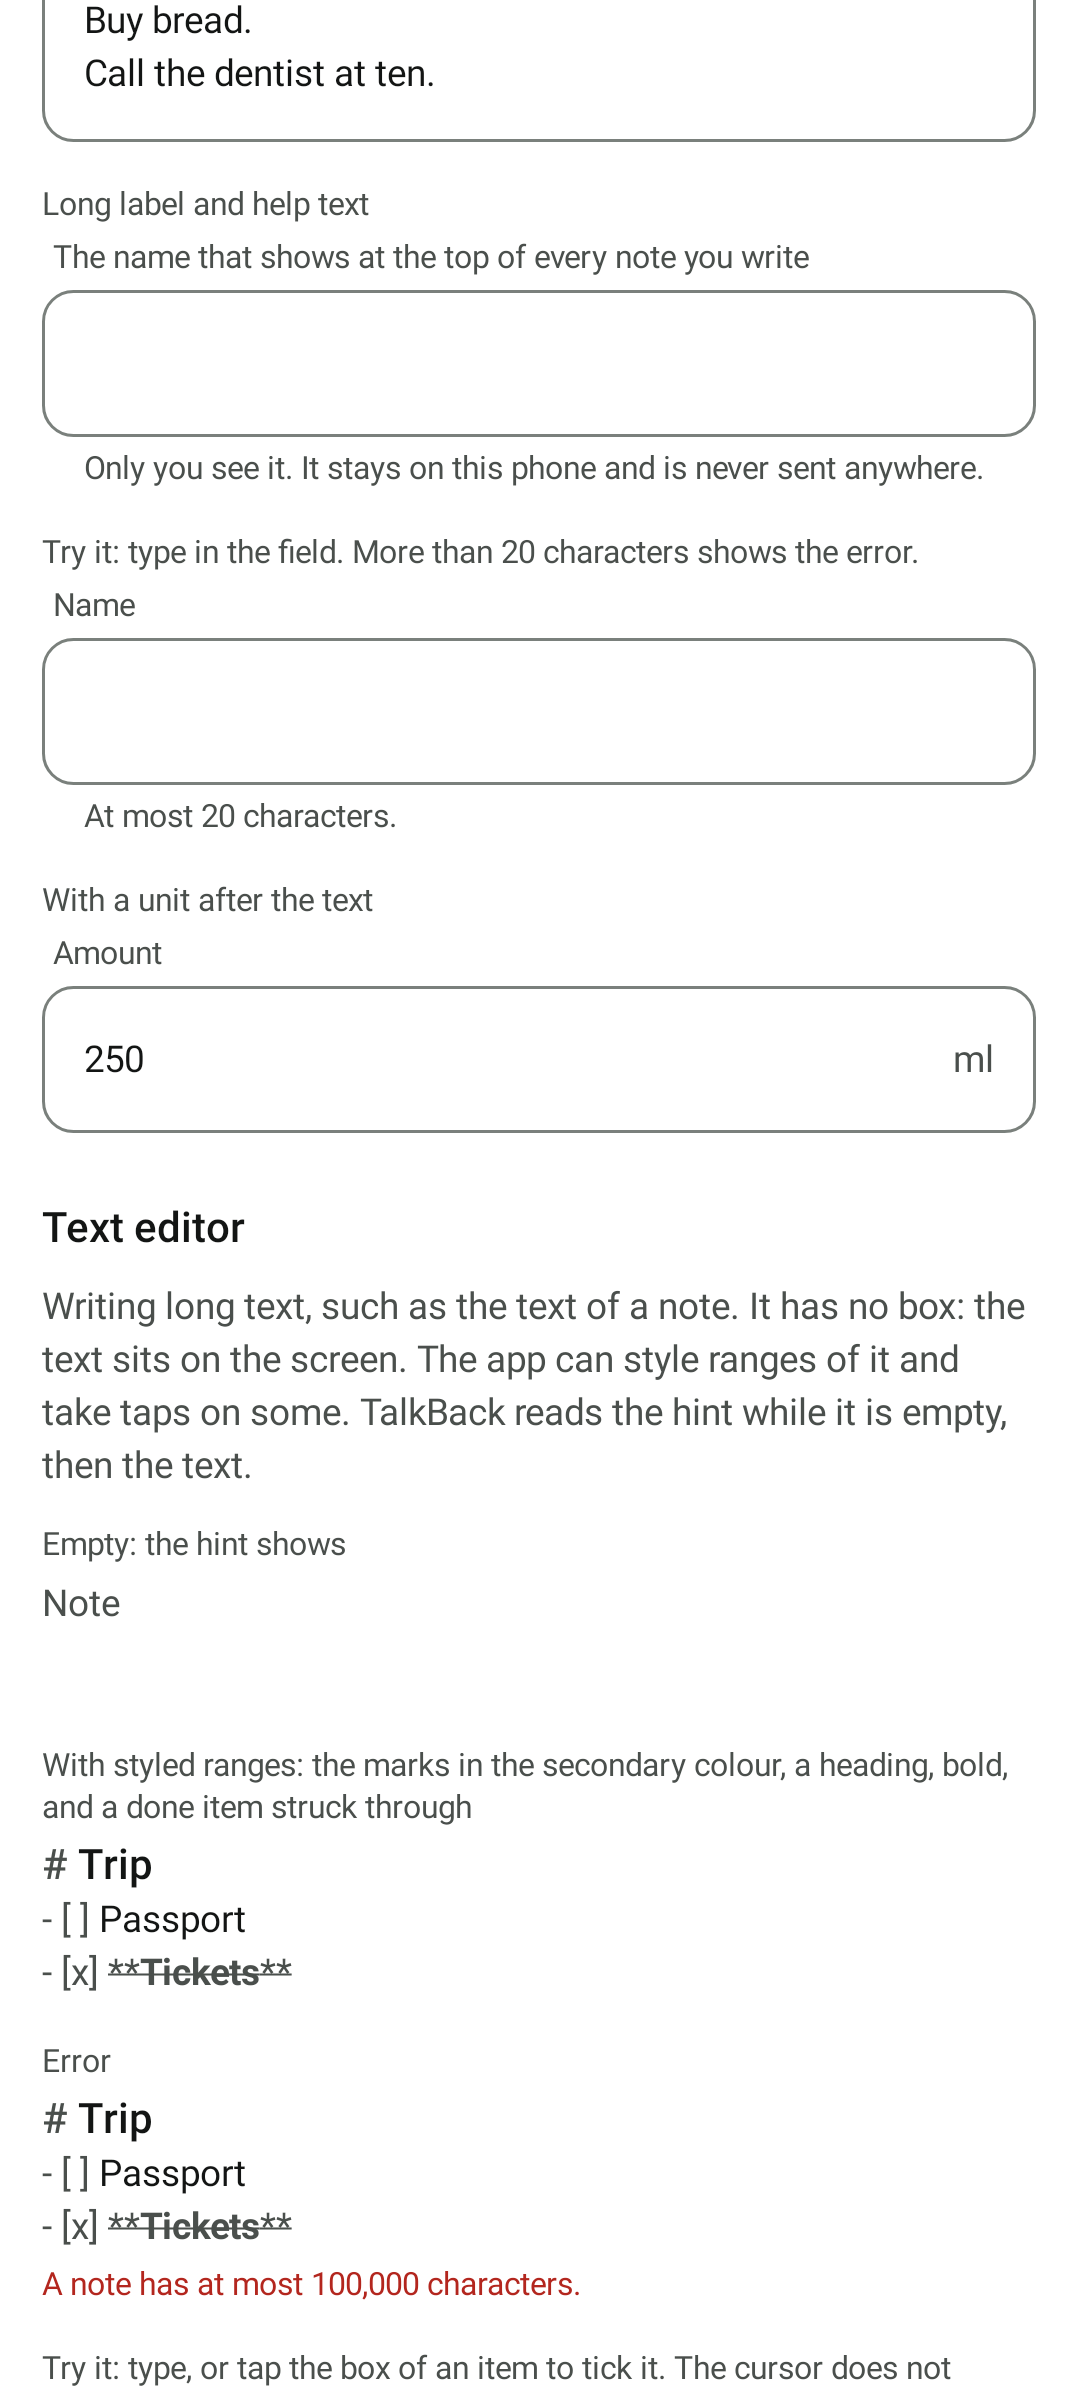 Buy bread.
Call the dentist at ten.
Long label and help text
The name that shows at the top of every note you write
Only you see it. It stays on this phone and is never sent anywhere.
Try it: type in the field. More than 20 characters shows the error.
Name
At most 20 characters.
With a unit after the text
Amount
250 ml
Text editor
Writing long text, such as the text of a note. It has no box: the
text sits on the screen. The app can style ranges of it and
take taps on some. TalkBack reads the hint while it is empty,
then the text.
Empty: the hint shows
Note
With styled ranges: the marks in the secondary colour, a heading, bold,
and a done item struck through
# Trip
- [ ] Passport
- [x] **Tickets**
Error
# Trip
- [ ] Passport
- [x] **Tickets**
A note has at most 100,000 characters.
Try it: type, or tap the box of an item to tick it. The cursor does not